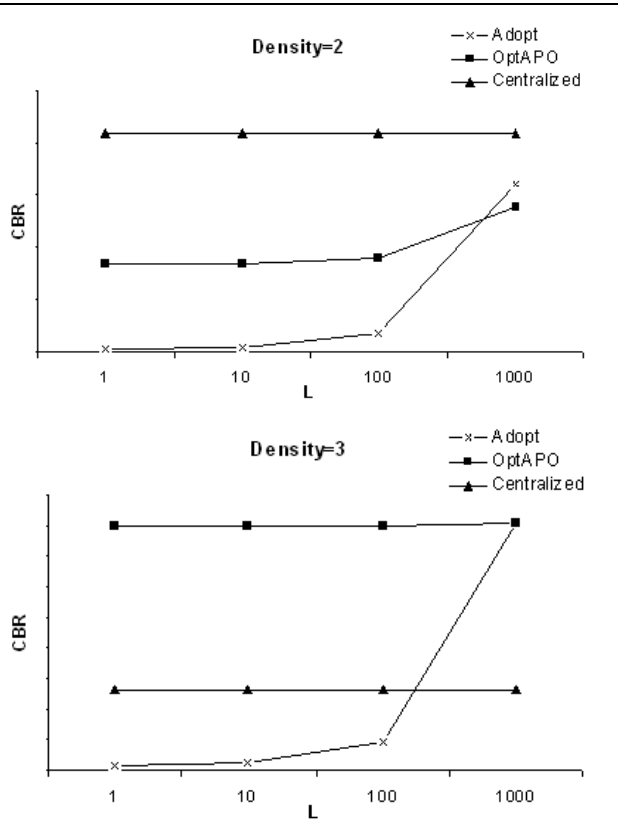 Density=2
Adopt
OptAPO
Centralized
CBR
1 10 100 1000
L
Density=3
Adopt
OptAPO
Centralized
CBR
1 10 100 1000
L